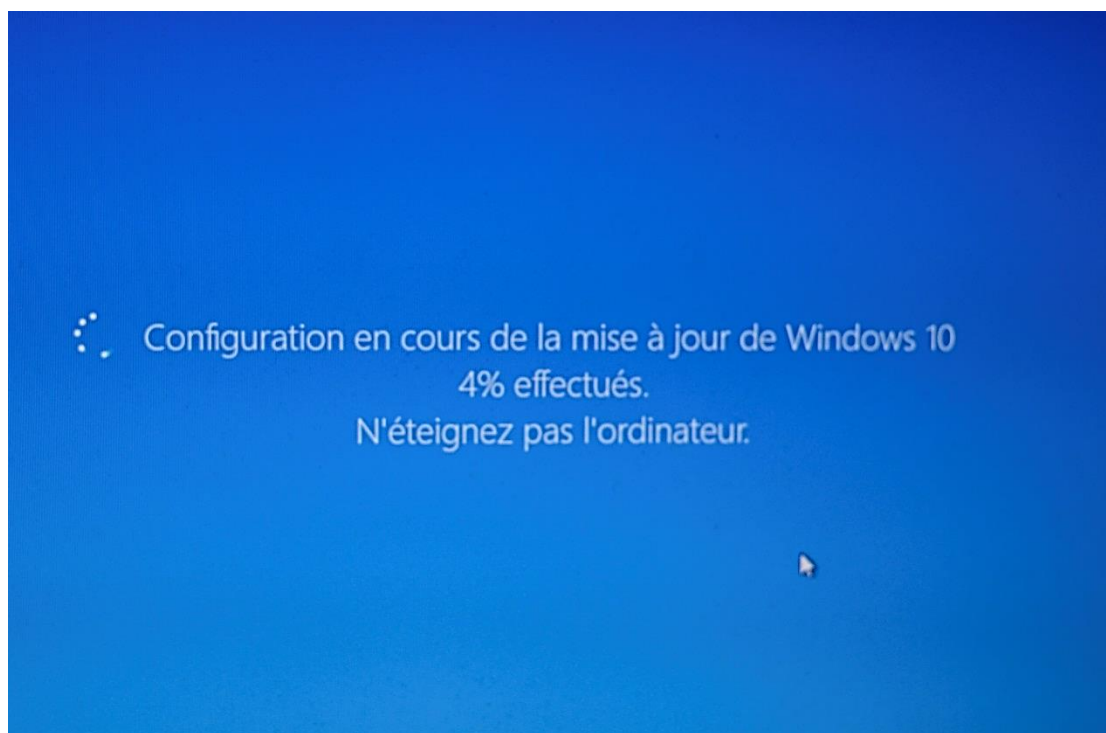 Configuration en cours de la mise à jour de Windows 10
4% effectués.
N'éteignez pas l'ordinateur.